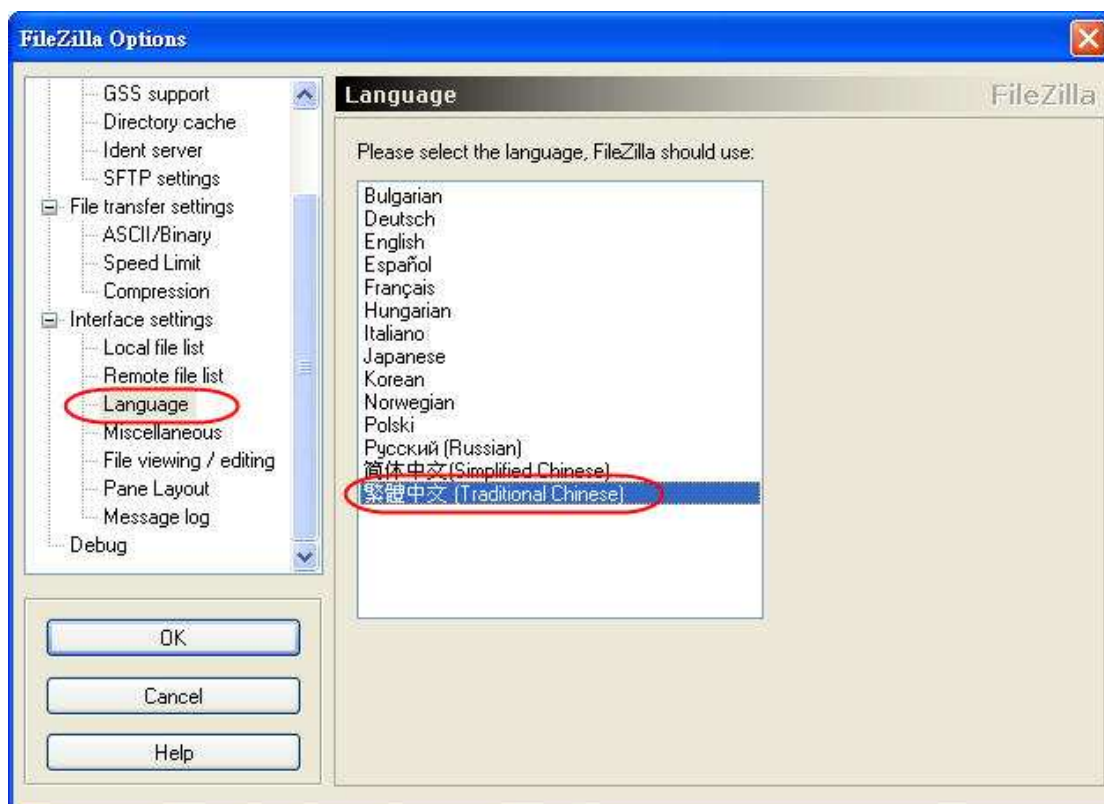 FileZilla Options
GSS support
Directory cache
Ident server
SFTP settings
File transfer settings
ASCII/Binary
Speed Limit
Compression
Interface settings
Local file list
Remote file list
Language
Miscellaneous
File viewing / editing
Pane Layout
Message log
Debug
OK
Cancel
Help
Language
FileZilla
Please select the language, FileZilla should use:
Bulgarian
Deutsch
English
Español
Français
Hungarian
Italiano
Japanese
Korean
Norwegian
Polski
Русский (Russian)
简体中文(Simplified Chinese)
繁體中文 (Traditional Chinese)